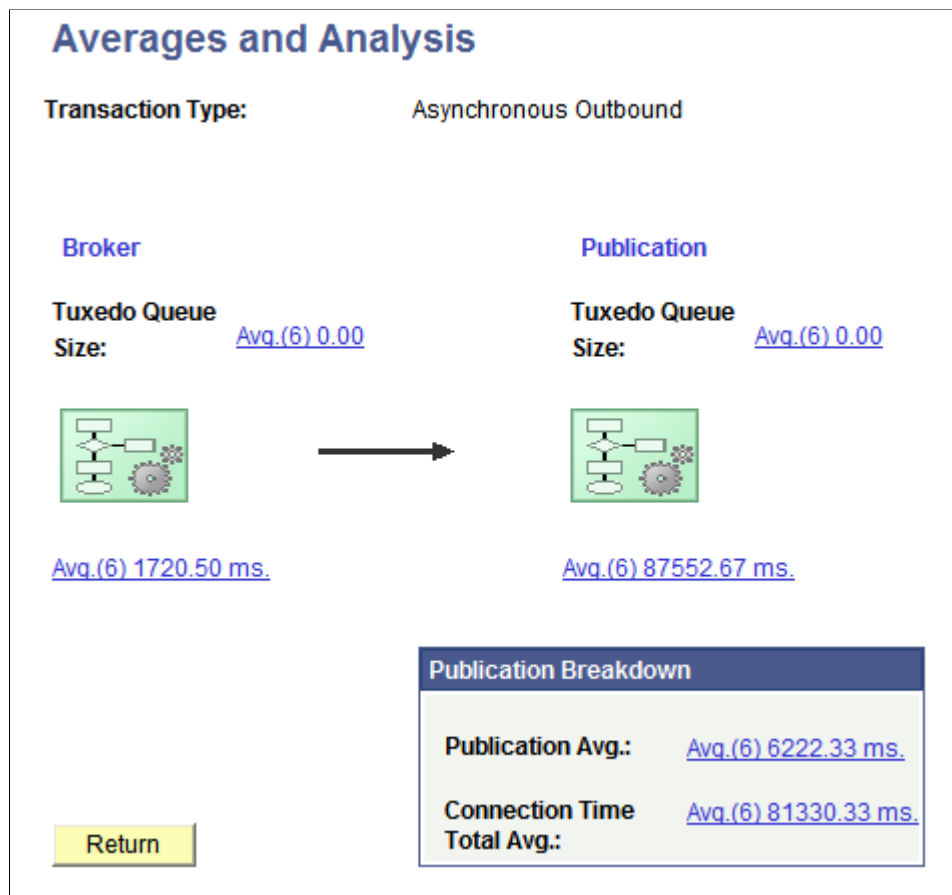 Averages and Analysis
Transaction Type: Asynchronous Outbound
Broker Publication
Tuxedo Queue Size: Avg.(6) 0.00 Tuxedo Queue Size: Avg.(6) 0.00
Avg.(6) 1720.50 ms. Avg.(6) 87552.67 ms.
Publication Breakdown
Publication Avg.: Avg.(6) 6222.33 ms.
Connection Time Total Avg.: Avg.(6) 81330.33 ms.
Return